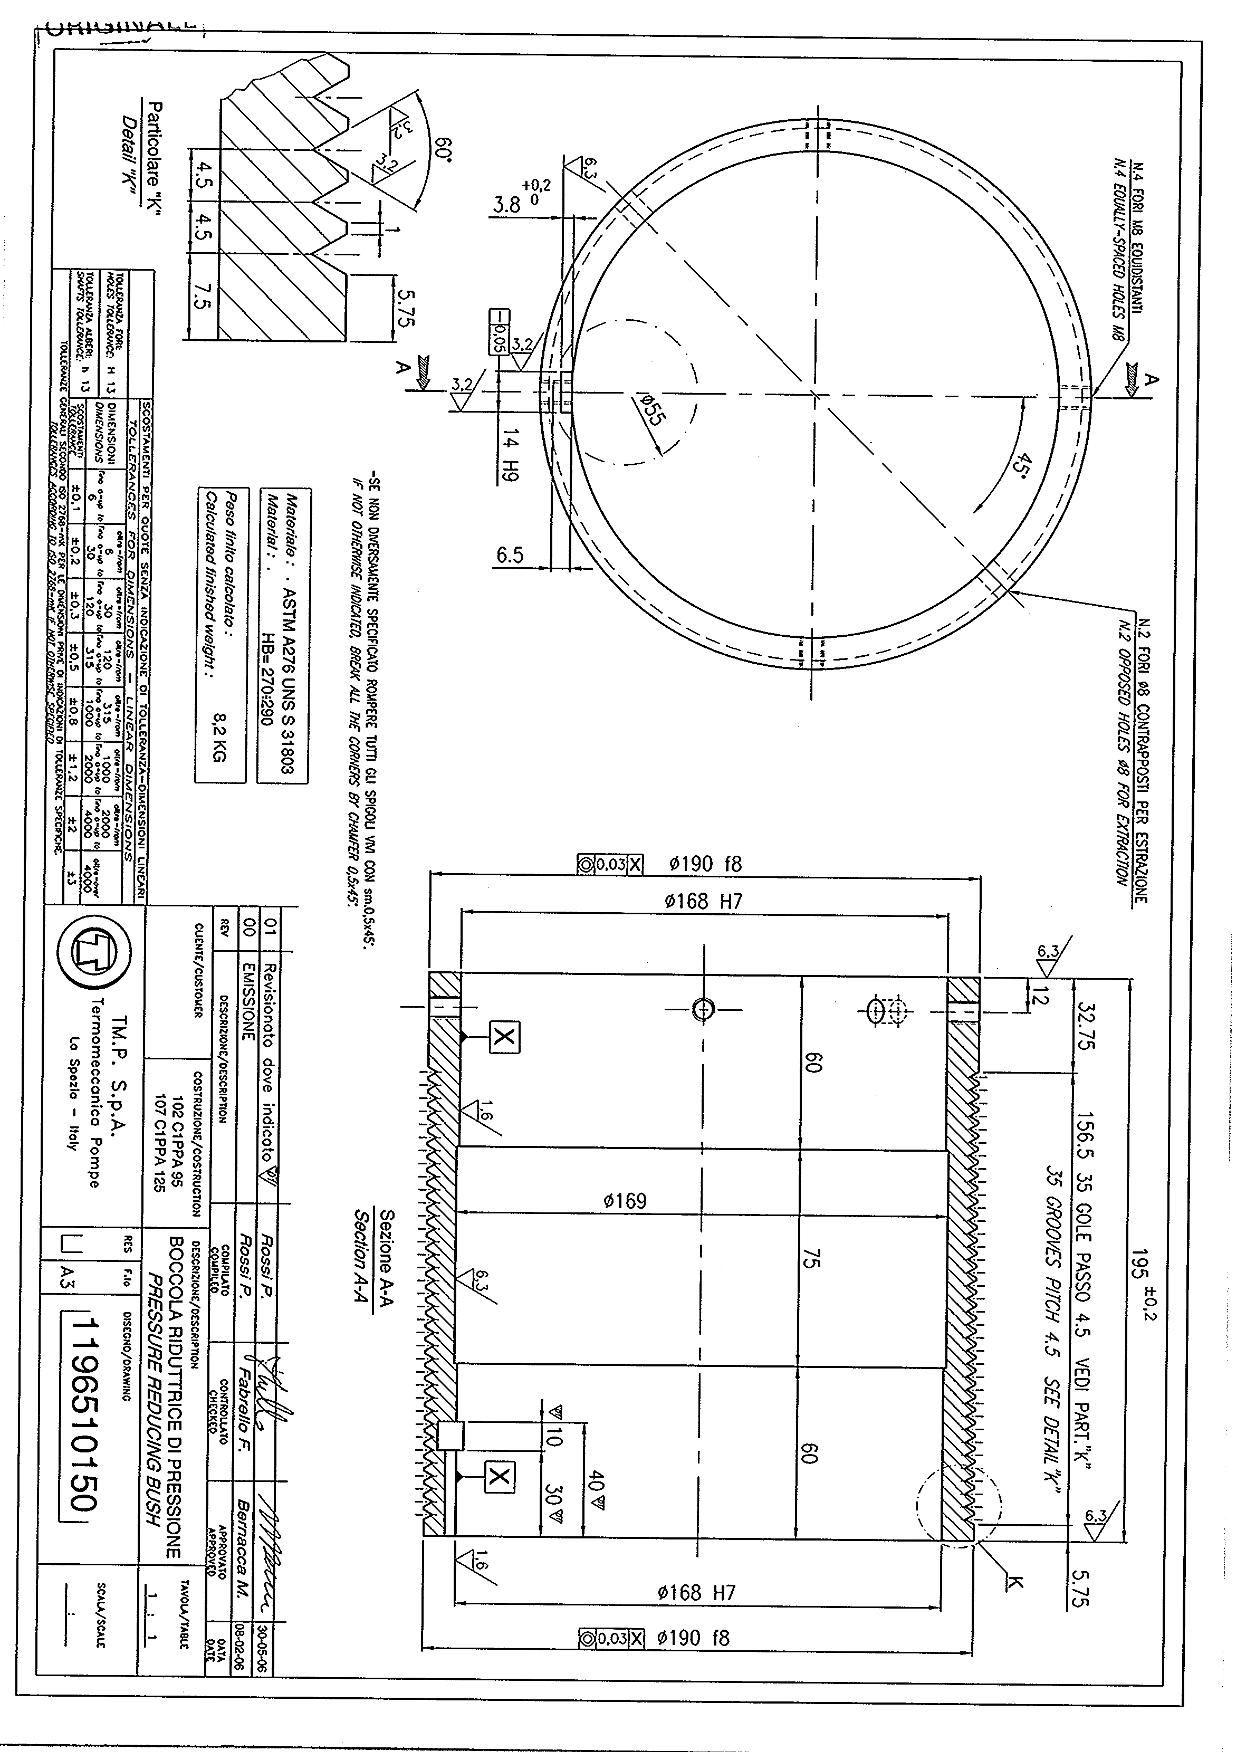 ORIGINALE
N.4 FORI M8 EQUIDISTANTI
N.4 EQUALLY-SPACED HOLES M8
A
A
45°
Ø55
6,3
+0,2
3.8 0
0,05
3,2
3,2
14 H9
6.5
N.2 FORI Ø8 CONTRAPPOSTI PER ESTRAZIONE
N.2 OPPOSED HOLES Ø8 FOR EXTRACTION
60°
3,2
3,2
1
5.75
4.5
4.5
7.5
Particolare "K"
Detail "K"
195 ±0,2
32.75
156.5 35 GOLE PASSO 4.5 VEDI PART."K"
35 GROOVES PITCH 4.5 SEE DETAIL"K"
5.75
12
6,3
6,3
K
0,03 X
Ø190 f8
Ø168 H7
60
75
60
Ø169
X
1,6
6,3
X
1,6
10
30
40
Ø168 H7
0,03 X
Ø190 f8
Sezione A-A
Section A-A
-SE NON DIVERSAMENTE SPECIFICATO ROMPERE TUTTI GLI SPIGOLI VIVI CON sm.0,5x45°.
IF NOT OTHERWISE INDICATED, BREAK ALL THE CORNERS BY CHAMFER 0,5x45°.
Materiale: . ASTM A276 UNS S 31803
Material: . HB= 270÷290
Peso finito calcolato :
Calculated finished weight : 8,2 KG
SCOSTAMENTI PER QUOTE SENZA INDICAZIONE DI TOLLERANZA-DIMENSIONI LINEARI
TOLLERANCES FOR DIMENSIONS - LINEAR DIMENSIONS
TOLLERANZA FORI:
HOLES TOLLERANCE: H 13
TOLLERANZA ALBERI:
SHAFTS TOLLERANCE: h 13
DIMENSIONI
DIMENSIONS
fino a=up to 6
oltre=from 6 fino a=up to 30
oltre=from 30 fino a=up to 120
oltre=from 120 fino a=up to 315
oltre=from 315 fino a=up to 1000
oltre=from 1000 fino a=up to 2000
oltre=from 2000 fino a=up to 4000
oltre=over 4000
SCOSTAMENTI
TOLLERANCE
±0,1 ±0,2 ±0,3 ±0,5 ±0,8 ±1,2 ±2 ±3
TOLLERANZE GENERALI SECONDO ISO 2768-mK PER LE DIMENSIONI PRIVE DI INDICAZIONI DI TOLLERANZE SPECIFICHE.
TOLLERANCES ACCORDING TO ISO 2768-mK IF NOT OTHERWISE SPECIFIED
01 Revisionato dove indicato Rossi P. 30-05-06
00 EMISSIONE Rossi P. Fabrello F. Bernacca M. 08-02-06
REV
DESCRIZIONE/DESCRIPTION
COMPILATO
COMPILED
CONTROLLATO
CHECKED
APPROVATO
APPROVED
DATA
DATE
CLIENTE/CUSTOMER
COSTRUZIONE/COSTRUCTION
102 C1PPA 95
107 C1PPA 125
DESCRIZIONE/DESCRIPTION
BOCCOLA RIDUTTRICE DI PRESSIONE
PRESSURE REDUCING BUSH
TAVOLA/TABLE
1 : 1
TM.P. S.p.A.
Termomeccanica Pompe
La Spezia - Italy
RES
F.to
A3
DISEGNO/DRAWING
1196510150
SCALA/SCALE
: